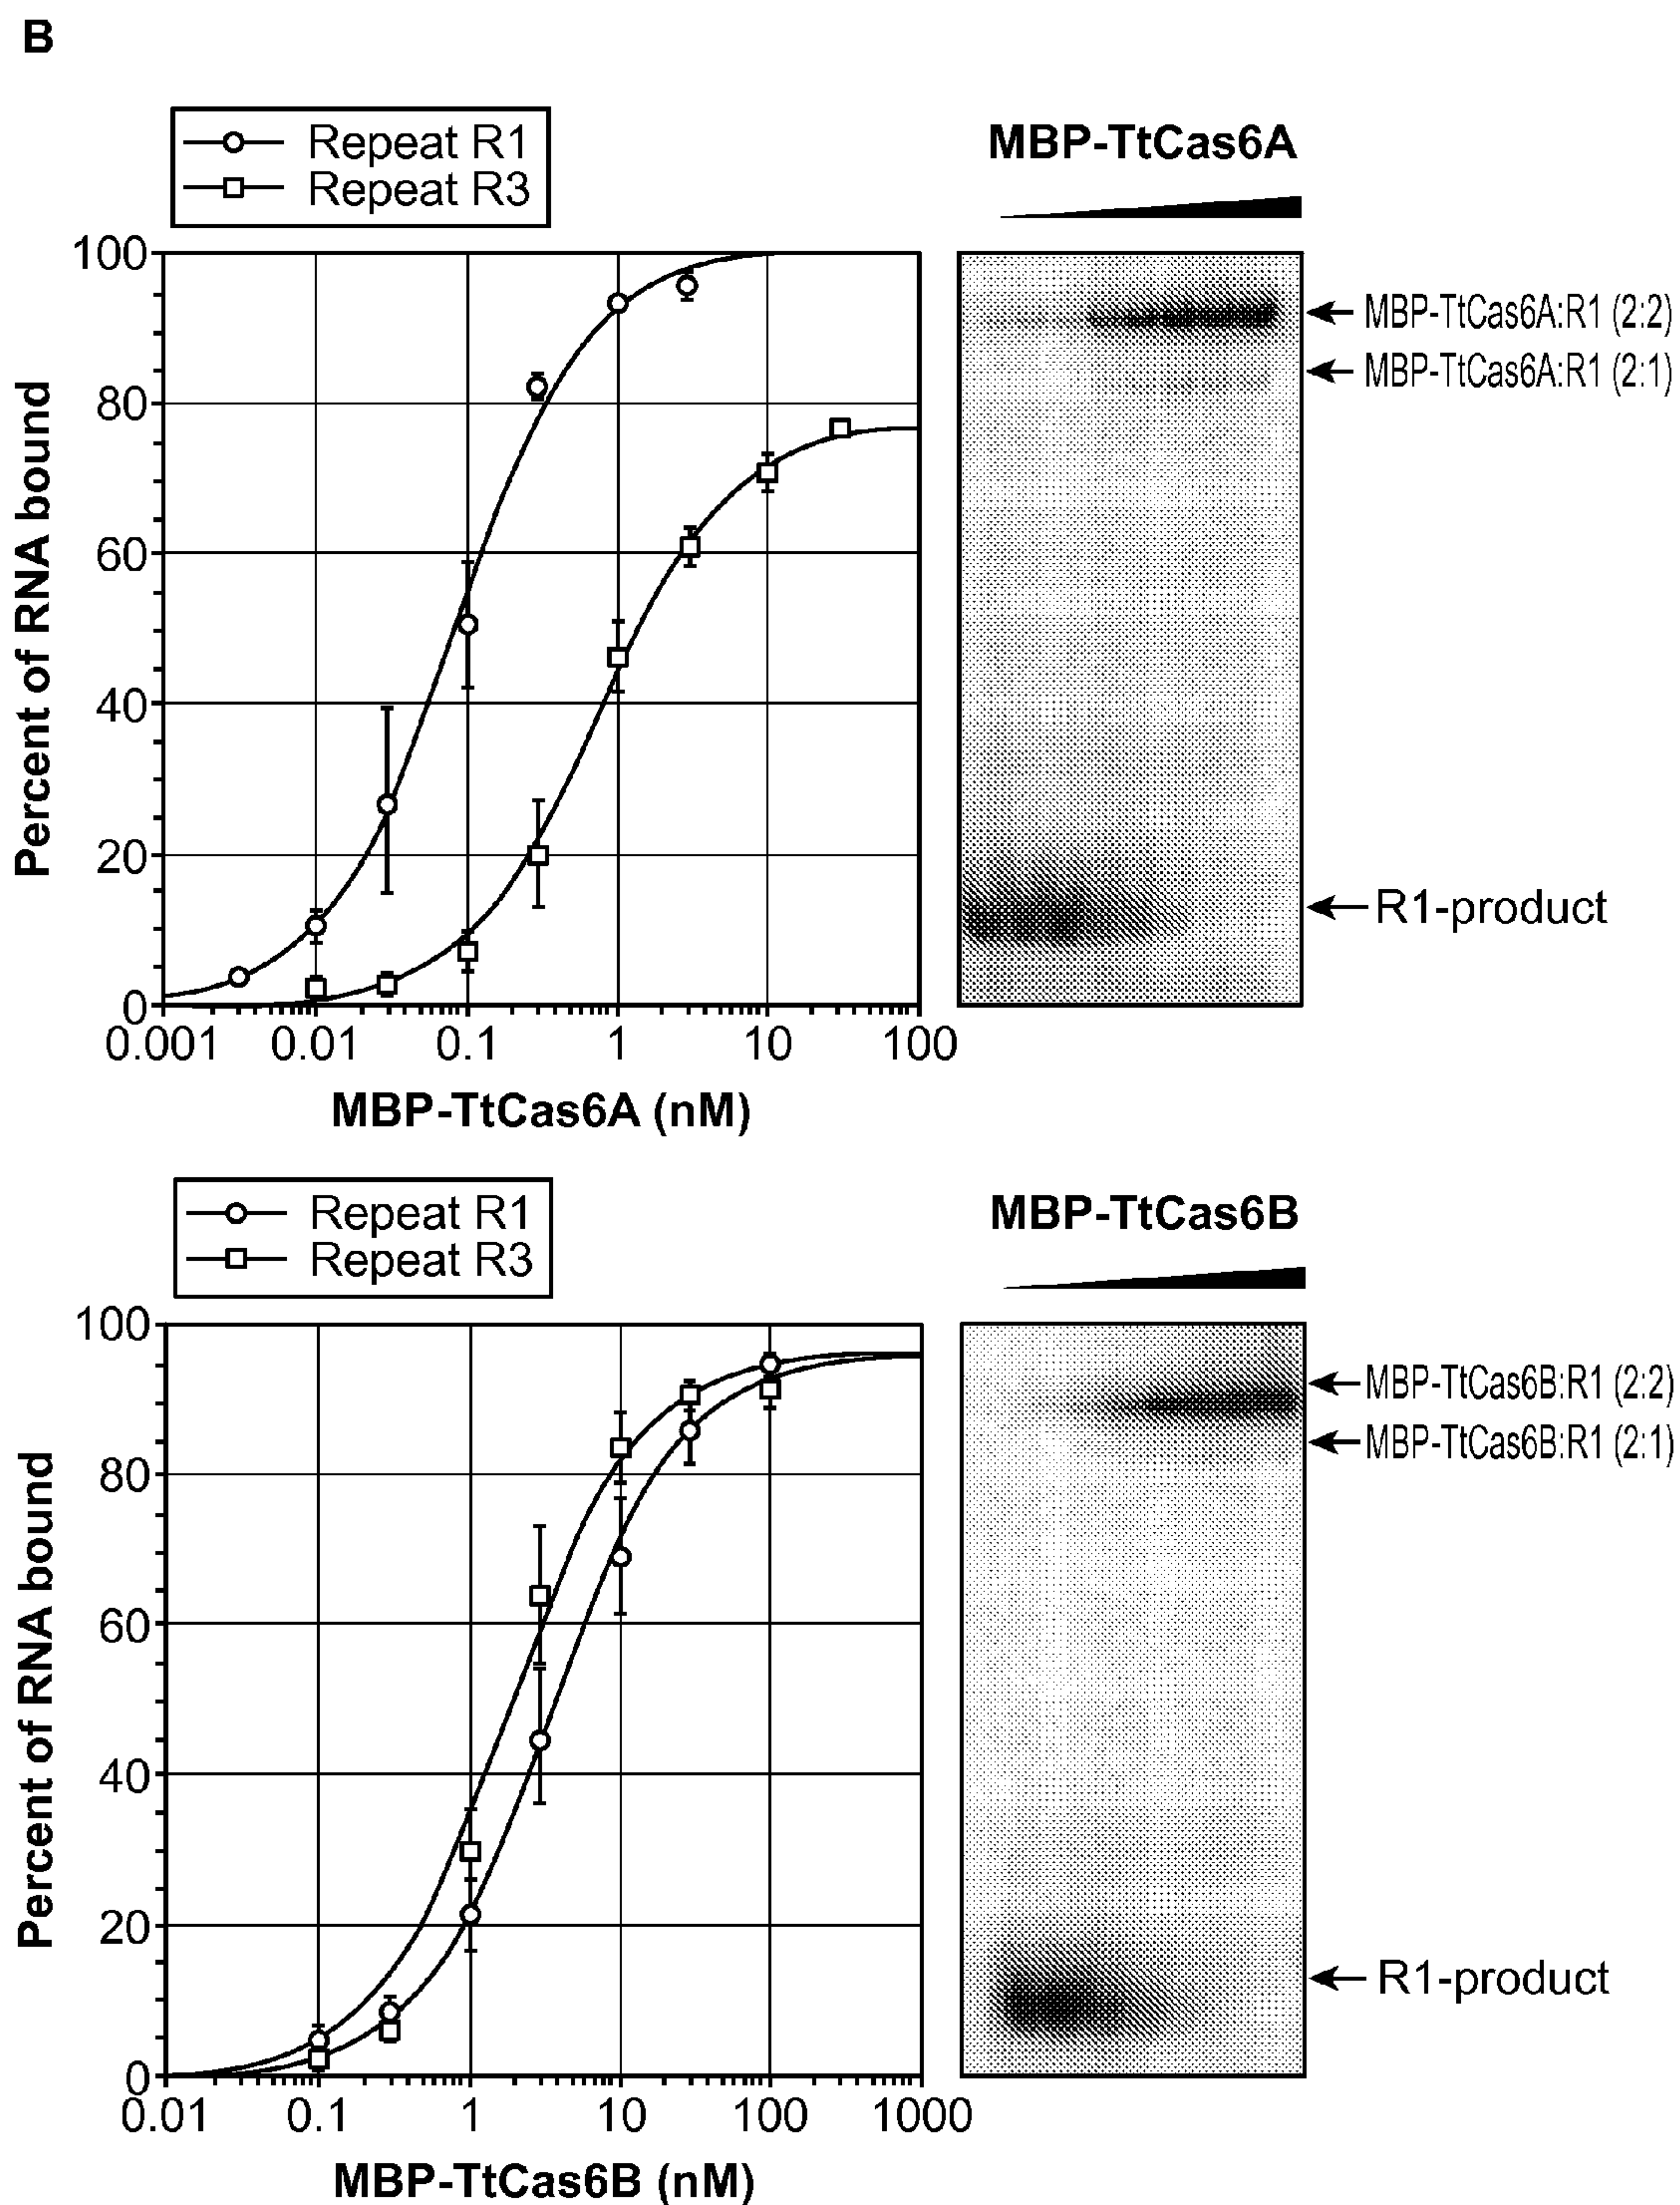 B
Repeat R1
Repeat R3
MBP-TtCas6A
100
80
60
40
20
0
Percent of RNA bound
0.001 0.01 0.1 1 10 100
MBP-TtCas6A (nM)
MBP-TtCas6A:R1 (2:2)
MBP-TtCas6A:R1 (2:1)
R1-product
Repeat R1
Repeat R3
MBP-TtCas6B
100
80
60
40
20
0
Percent of RNA bound
0.01 0.1 1 10 100 1000
MBP-TtCas6B (nM)
MBP-TtCas6B:R1 (2:2)
MBP-TtCas6B:R1 (2:1)
R1-product